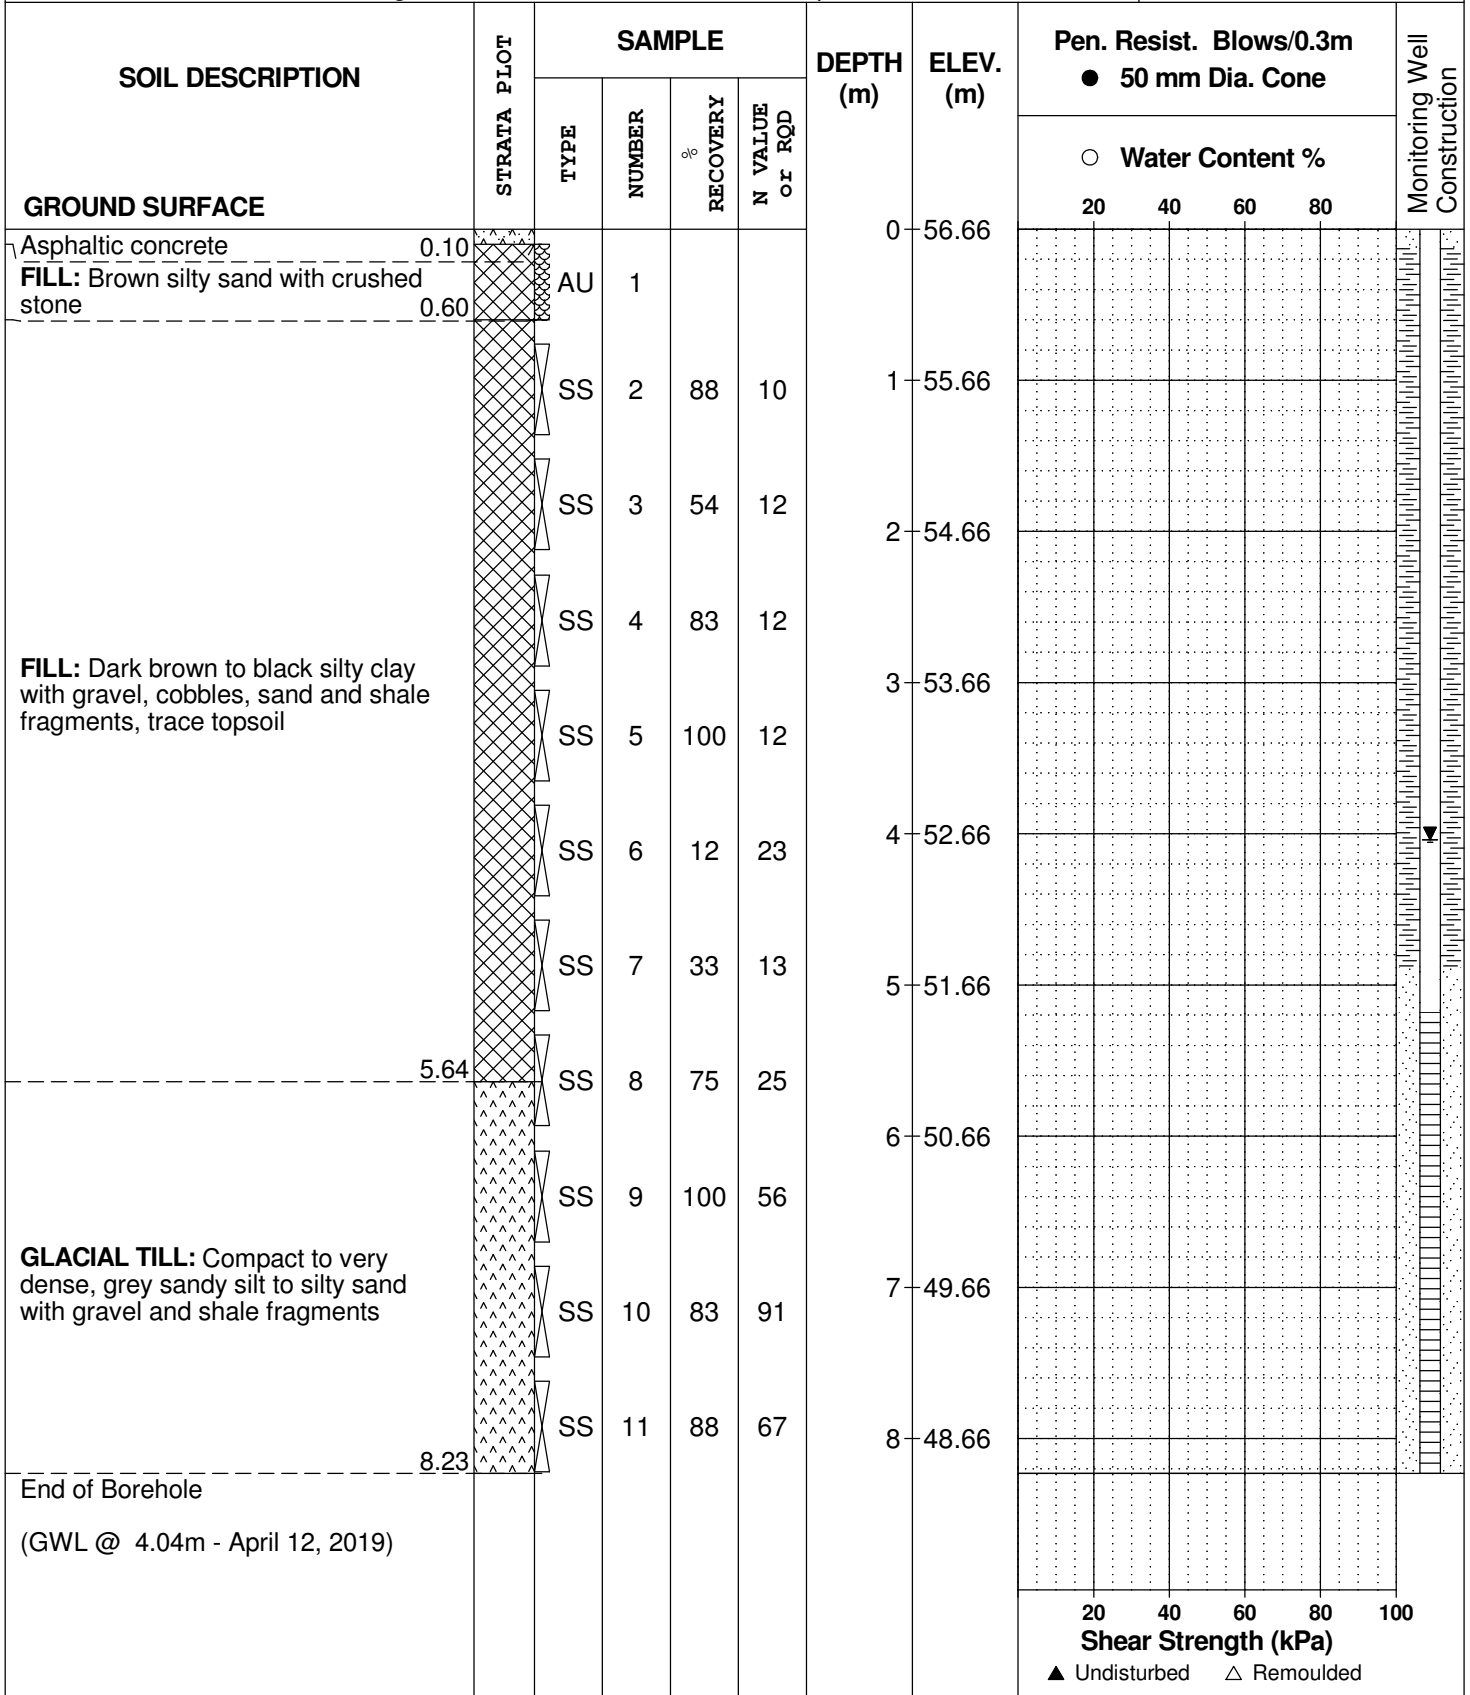 SOIL DESCRIPTION
GROUND SURFACE
STRATA PLOT
SAMPLE
TYPE
NUMBER
%
RECOVERY
N VALUE
or RQD
DEPTH
(m)
ELEV.
(m)
Pen. Resist. Blows/0.3m
● 50 mm Dia. Cone
○ Water Content %
20 40 60 80
Monitoring Well
Construction
0 56.66
Asphaltic concrete 0.10
FILL: Brown silty sand with crushed
stone 0.60
AU 1
SS 2 88 10
1 55.66
SS 3 54 12
2 54.66
SS 4 83 12
FILL: Dark brown to black silty clay
with gravel, cobbles, sand and shale
fragments, trace topsoil
3 53.66
SS 5 100 12
4 52.66
SS 6 12 23
SS 7 33 13
5 51.66
5.64
SS 8 75 25
6 50.66
SS 9 100 56
GLACIAL TILL: Compact to very
dense, grey sandy silt to silty sand
with gravel and shale fragments
7 49.66
SS 10 83 91
SS 11 88 67
8 48.66
8.23
End of Borehole
(GWL @ 4.04m - April 12, 2019)
20 40 60 80 100
Shear Strength (kPa)
▲ Undisturbed △ Remoulded